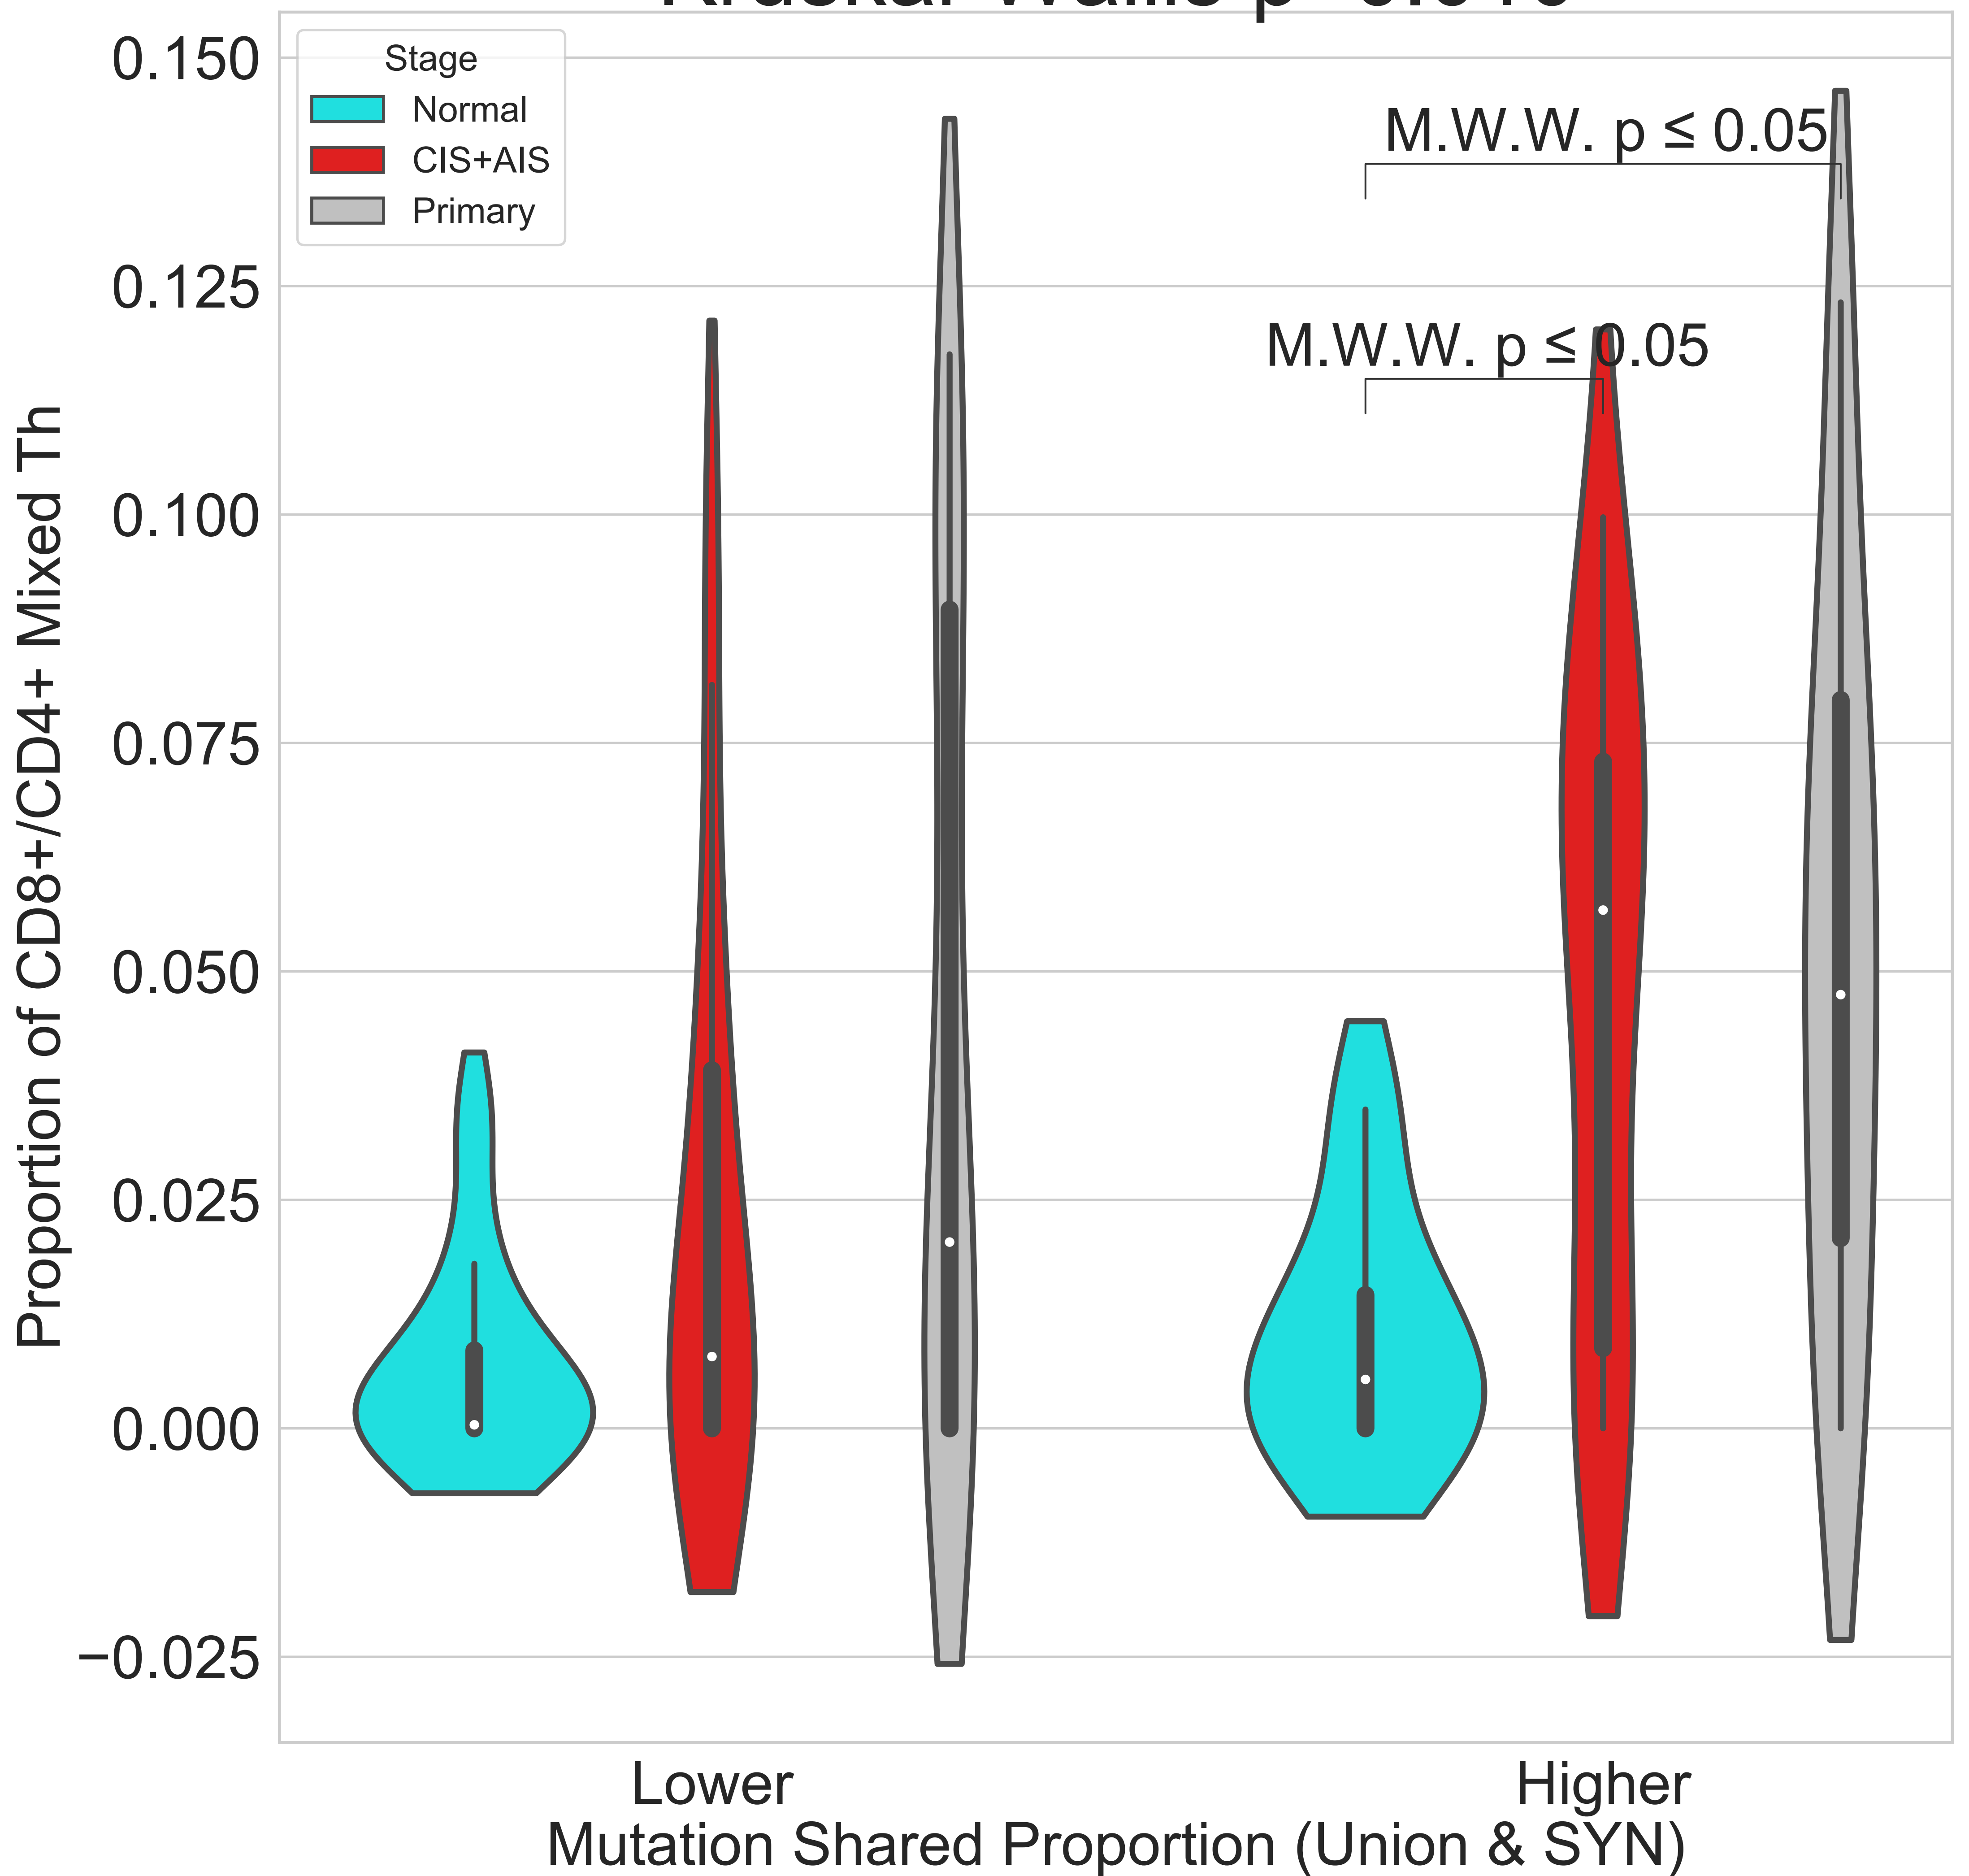 Stage
Normal
CIS+AIS
Primary
M.W.W. p ≤ 0.05
M.W.W. p ≤ 0.05
0.150
0.125
0.100
0.075
0.050
0.025
0.000
−0.025
Proportion of CD8+/CD4+ Mixed Th
Lower
Higher
Mutation Shared Proportion (Union & SYN)